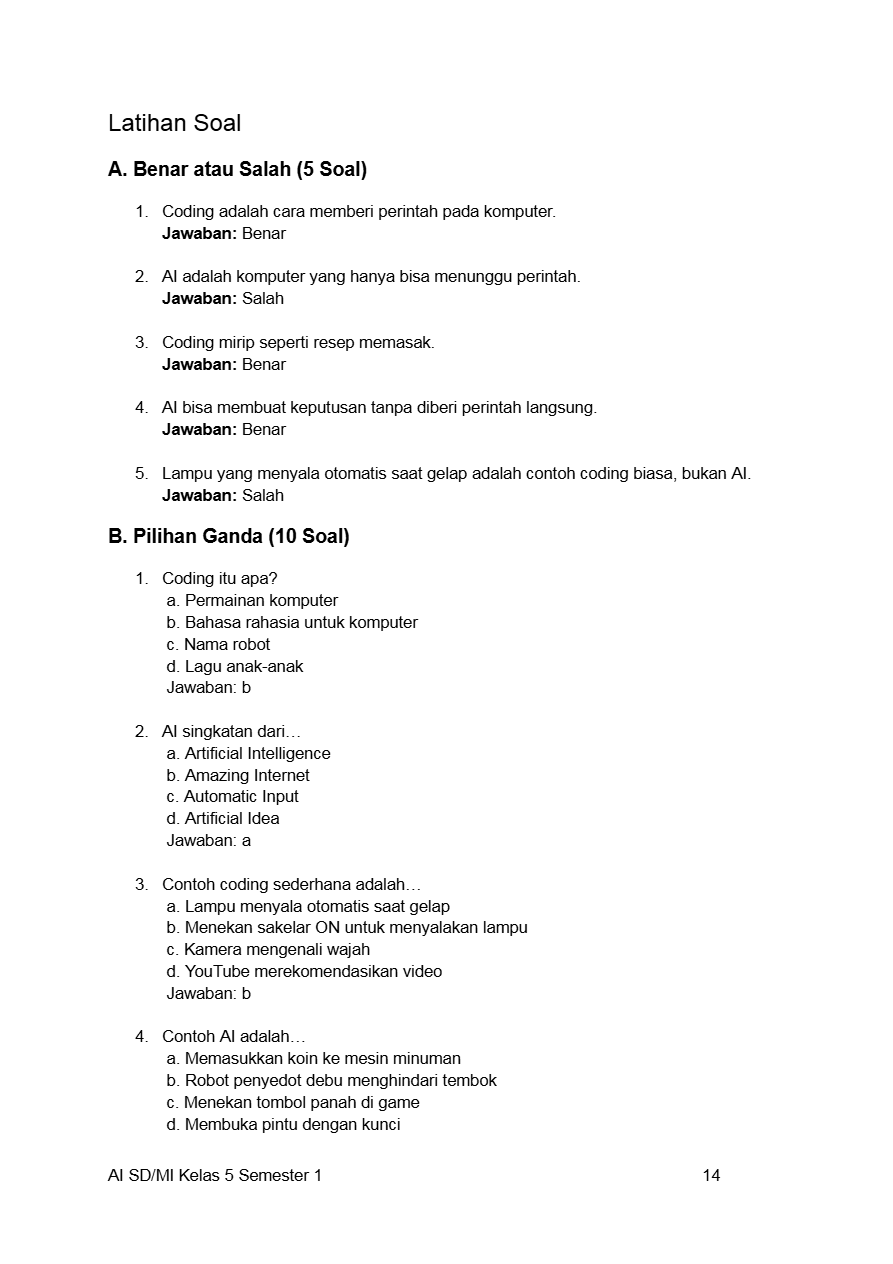 Latihan Soal
A. Benar atau Salah (5 Soal)
1. Coding adalah cara memberi perintah pada komputer.
Jawaban: Benar
2. AI adalah komputer yang hanya bisa menunggu perintah.
Jawaban: Salah
3. Coding mirip seperti resep memasak.
Jawaban: Benar
4. AI bisa membuat keputusan tanpa diberi perintah langsung.
Jawaban: Benar
5. Lampu yang menyala otomatis saat gelap adalah contoh coding biasa, bukan AI.
Jawaban: Salah
B. Pilihan Ganda (10 Soal)
1. Coding itu apa?
a. Permainan komputer
b. Bahasa rahasia untuk komputer
c. Nama robot
d. Lagu anak-anak
Jawaban: b
2. AI singkatan dari…
a. Artificial Intelligence
b. Amazing Internet
c. Automatic Input
d. Artificial Idea
Jawaban: a
3. Contoh coding sederhana adalah…
a. Lampu menyala otomatis saat gelap
b. Menekan sakelar ON untuk menyalakan lampu
c. Kamera mengenali wajah
d. YouTube merekomendasikan video
Jawaban: b
4. Contoh AI adalah…
a. Memasukkan koin ke mesin minuman
b. Robot penyedot debu menghindari tembok
c. Menekan tombol panah di game
d. Membuka pintu dengan kunci
AI SD/MI Kelas 5 Semester 1 14